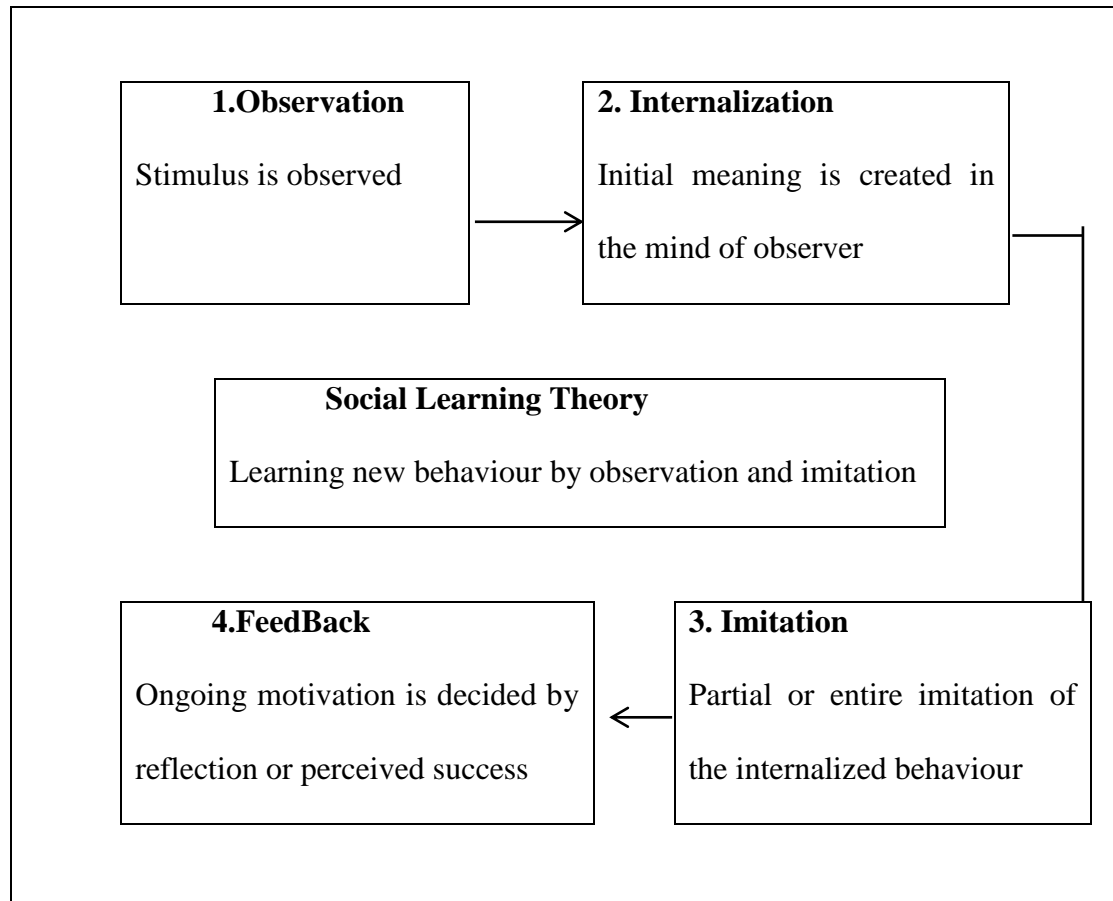 1.Observation
Stimulus is observed
2. Internalization
Initial meaning is created in
the mind of observer
Social Learning Theory
Learning new behaviour by observation and imitation
4.FeedBack
Ongoing motivation is decided by
reflection or perceived success
3. Imitation
Partial or entire imitation of
the internalized behaviour